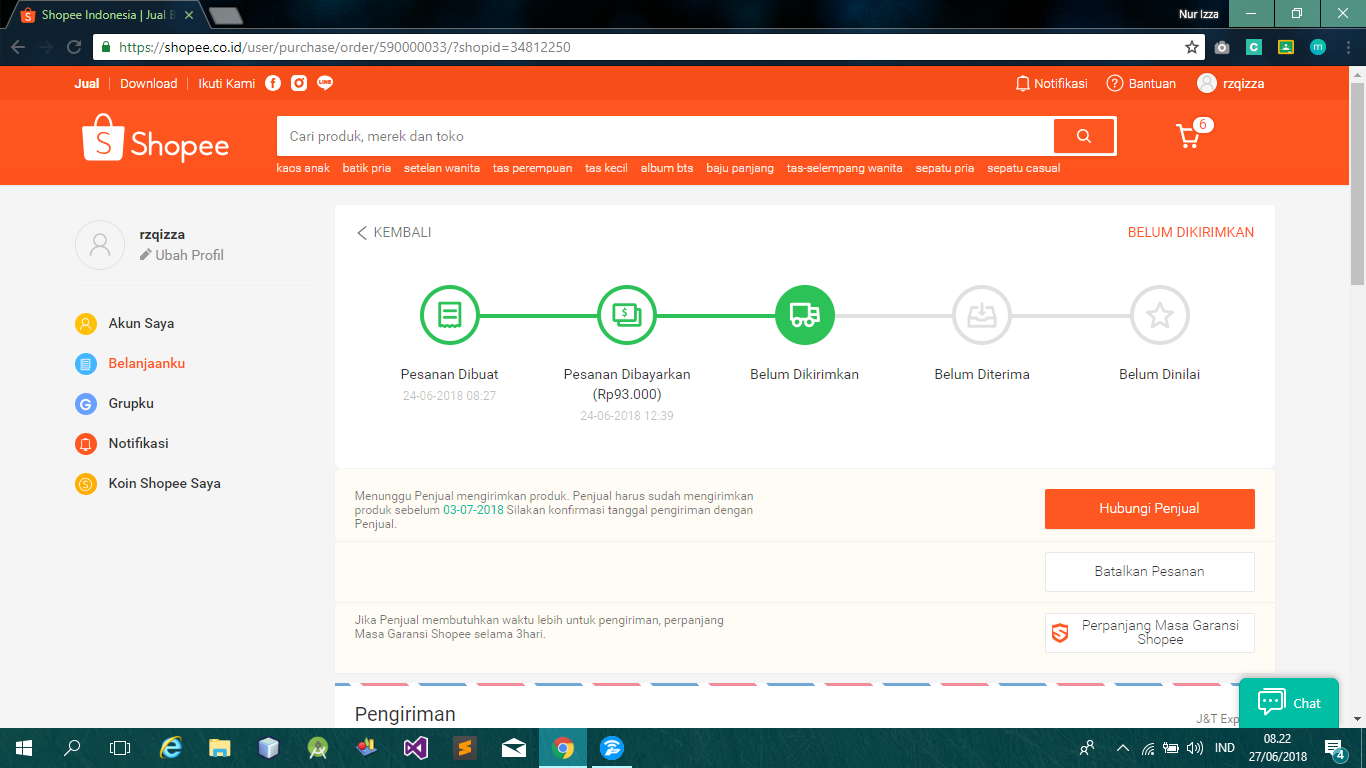 Shopee Indonesia | Jual B
Nur Izza
https://shopee.co.id/user/purchase/order/590000033/?shopid=34812250
C
m
Jual
Download
Ikuti Kami
LINE
Notifikasi
Bantuan
rzqizza
Shopee
Cari produk, merek dan toko
6
kaos anak batik pria setelan wanita tas perempuan tas kecil album bts baju panjang tas-selempang wanita sepatu pria sepatu casual
rzqizza
Ubah Profil
Akun Saya
Belanjaanku
Grupku
Notifikasi
Koin Shopee Saya
KEMBALI
BELUM DIKIRIMKAN
Pesanan Dibuat
24-06-2018 08:27
Pesanan Dibayarkan
(Rp93.000)
24-06-2018 12:39
Belum Dikirimkan
Belum Diterima
Belum Dinilai
Menunggu Penjual mengirimkan produk. Penjual harus sudah mengirimkan
produk sebelum 03-07-2018 Silakan konfirmasi tanggal pengiriman dengan
Penjual.
Hubungi Penjual
Batalkan Pesanan
Jika Penjual membutuhkan waktu lebih untuk pengiriman, perpanjang
Masa Garansi Shopee selama 3hari.
Perpanjang Masa Garansi
Shopee
Pengiriman
J&T Exp
Chat
IND
08.22
27/06/2018
4